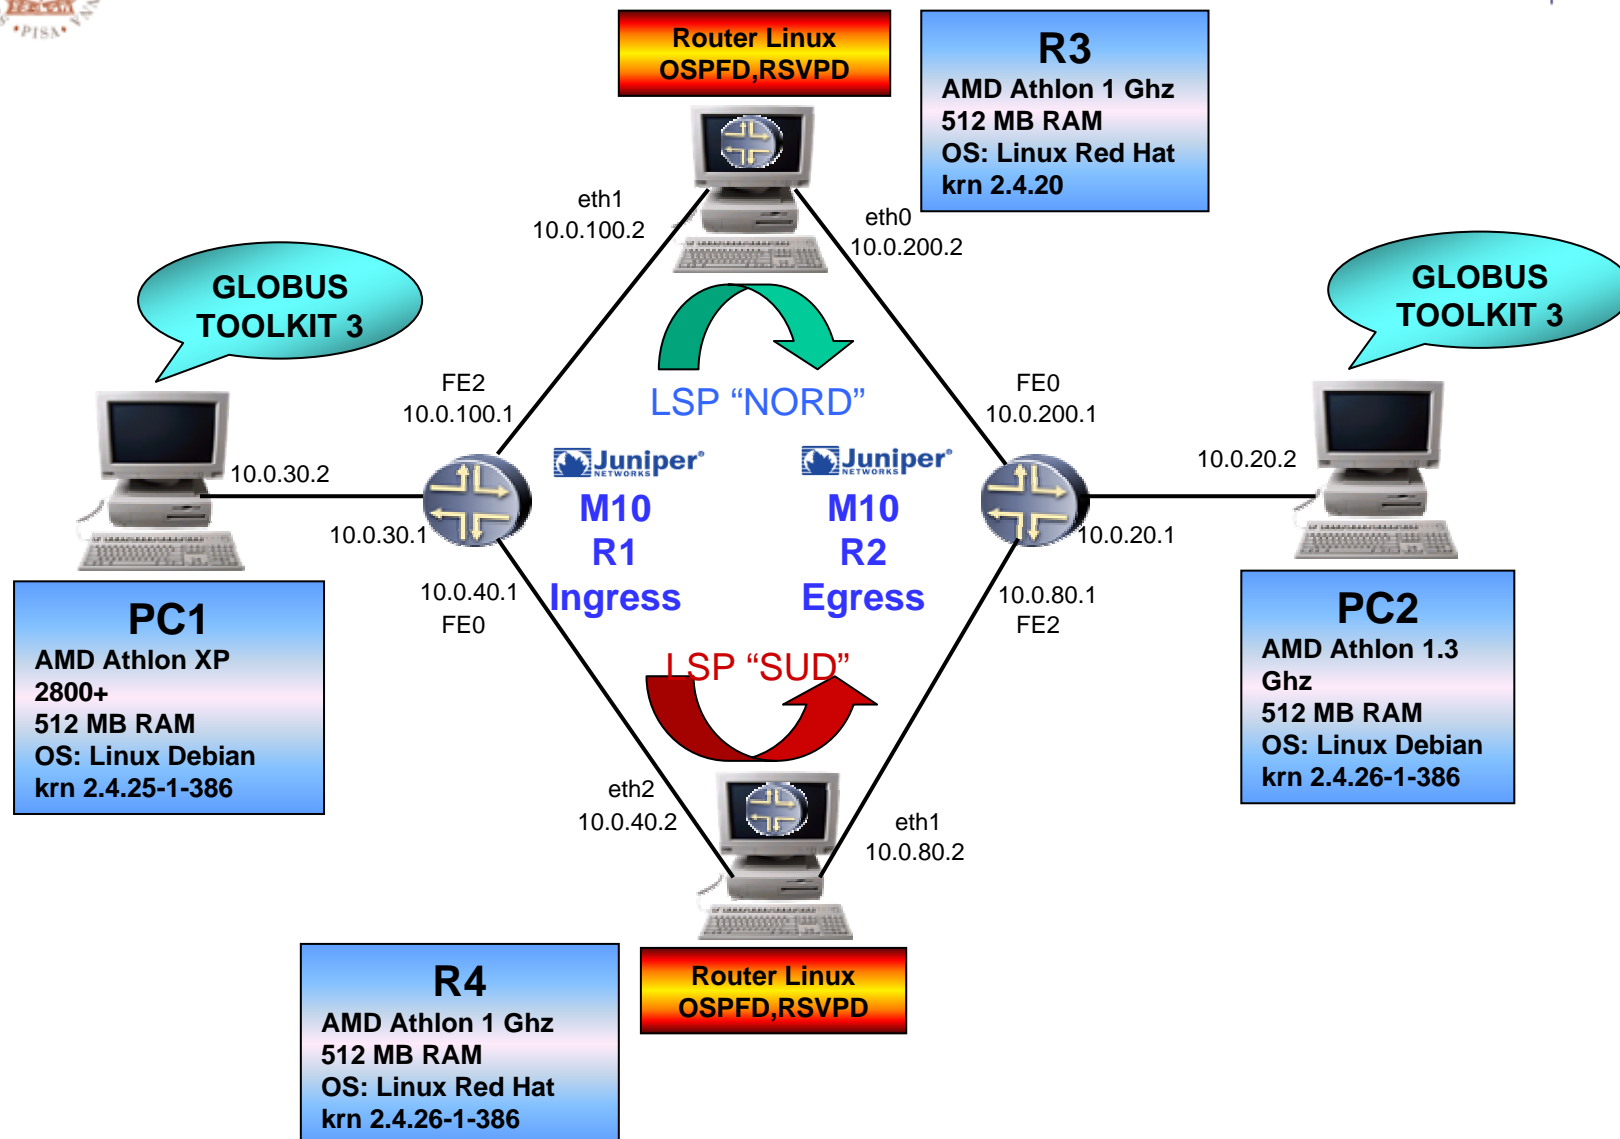 • PISA •
Router Linux
OSPFD,RSVPD
R3
AMD Athlon 1 Ghz
512 MB RAM
OS: Linux Red Hat
krn 2.4.20
eth1
10.0.100.2
eth0
10.0.200.2
GLOBUS
TOOLKIT 3
GLOBUS
TOOLKIT 3
FE2
10.0.100.1
LSP “NORD”
FE0
10.0.200.1
10.0.30.2
10.0.30.1
Juniper®
NETWORKS
M10
R1
Ingress
Juniper®
NETWORKS
M10
R2
Egress
10.0.20.2
10.0.20.1
10.0.40.1
FE0
10.0.80.1
FE2
PC1
AMD Athlon XP
2800+
512 MB RAM
OS: Linux Debian
krn 2.4.25-1-386
PC2
AMD Athlon 1.3
Ghz
512 MB RAM
OS: Linux Debian
krn 2.4.26-1-386
LSP “SUD”
eth2
10.0.40.2
eth1
10.0.80.2
R4
AMD Athlon 1 Ghz
512 MB RAM
OS: Linux Red Hat
krn 2.4.26-1-386
Router Linux
OSPFD,RSVPD